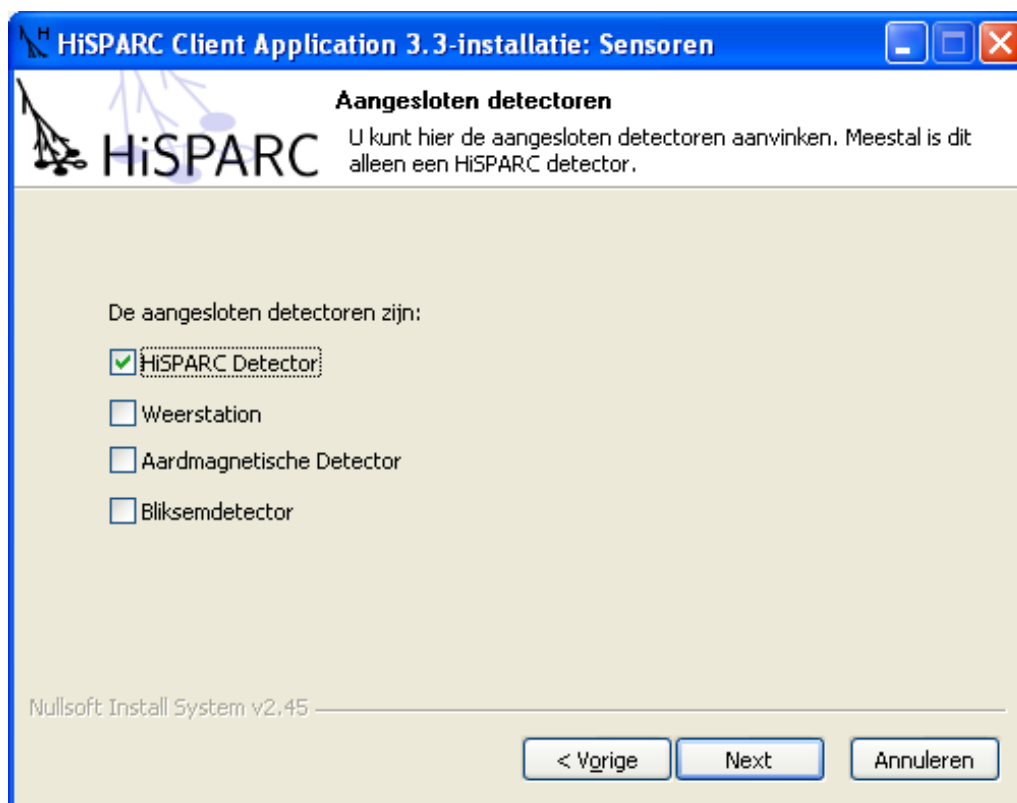 HiSPARC Client Application 3.3-installatie: Sensoren
HiSPARC
Aangesloten detectoren
U kunt hier de aangesloten detectoren aanvinken. Meestal is dit
alleen een HiSPARC detector.
De aangesloten detectoren zijn:
HiSPARC Detector
Weerstation
Aardmagnetische Detector
Bliksemdetector
Nullsoft Install System v2.45
< Vorige
Next
Annuleren